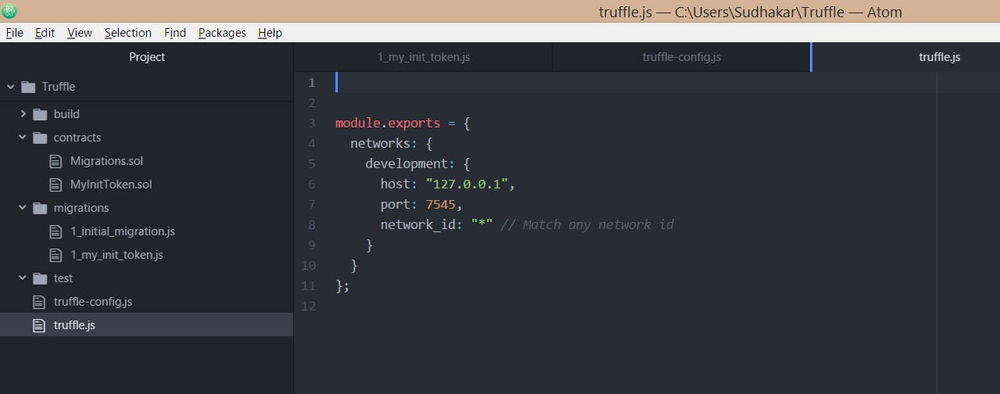 truffle.js — C:\Users\Sudhakar\Truffle — Atom
File Edit View Selection Find Packages Help
Project
Truffle
build
contracts
Migrations.sol
MyInitToken.sol
migrations
1_initial_migration.js
1_my_init_token.js
test
truffle-config.js
truffle.js
1_my_init_token.js truffle-config.js truffle.js
1
2
3 module.exports = {
4   networks: {
5     development: {
6       host: "127.0.0.1",
7       port: 7545,
8       network_id: "*" // Match any network id
9     }
10   }
11 };
12